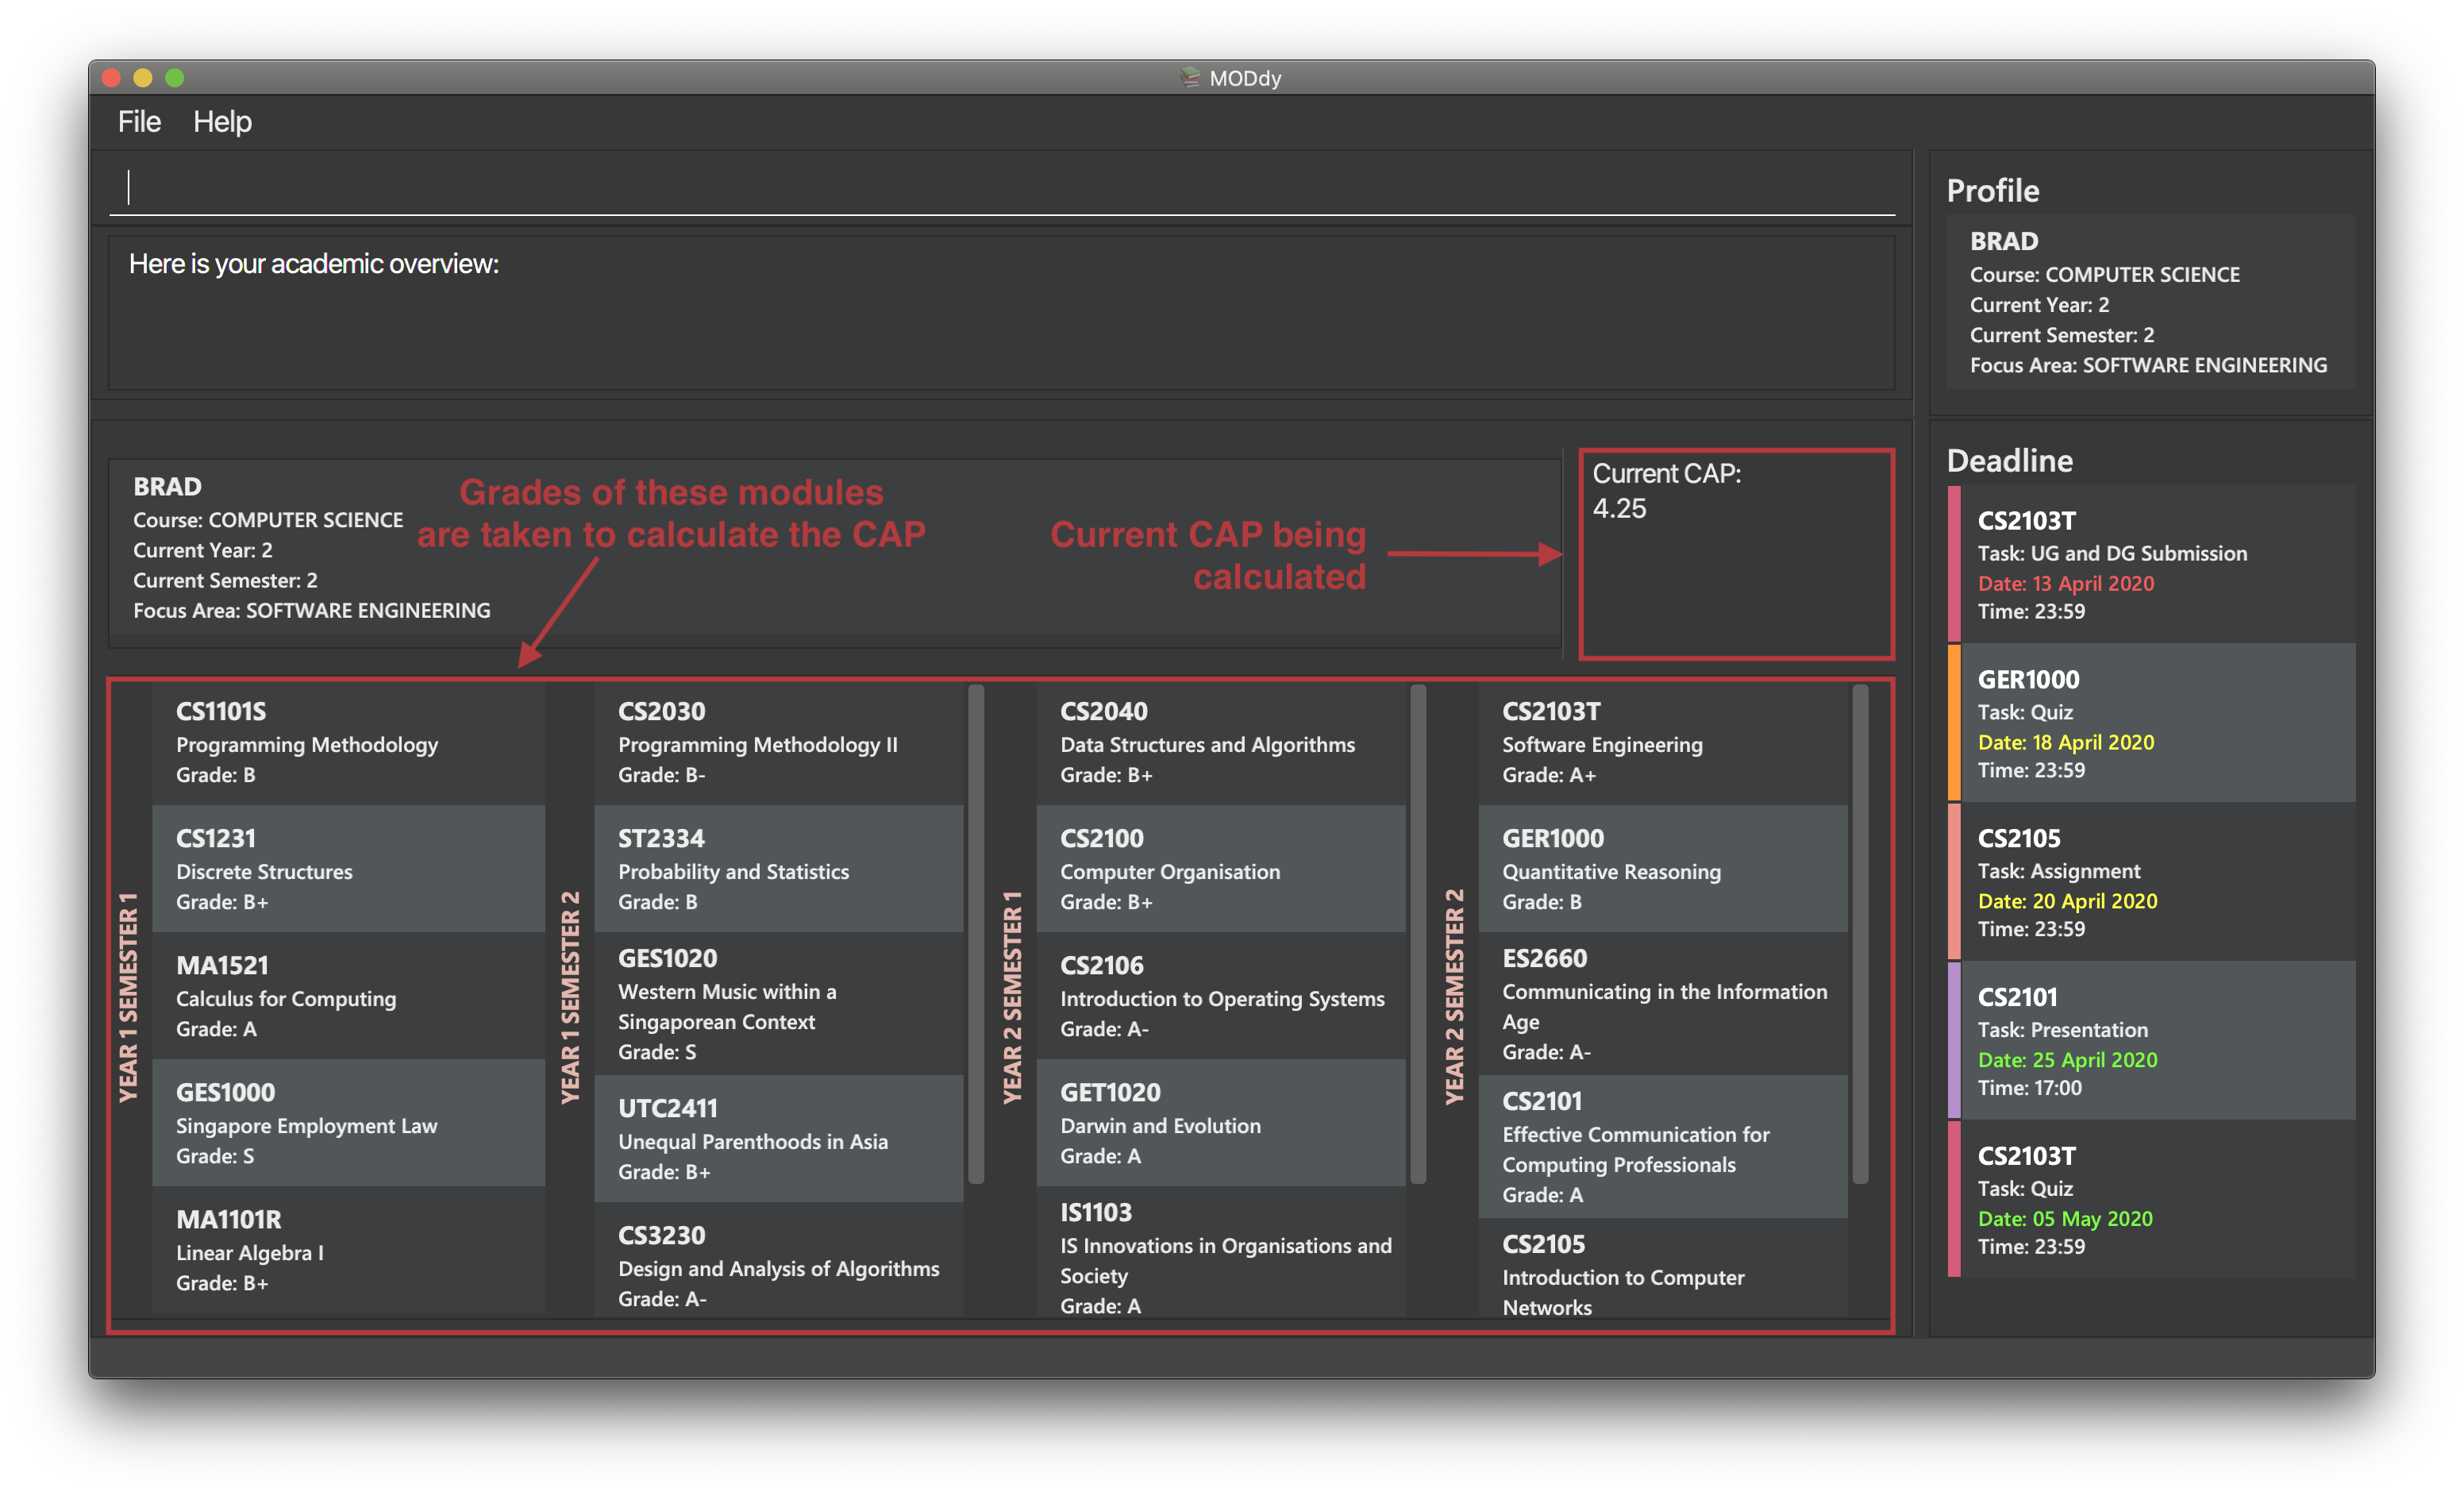 MODdy
File Help
Here is your academic overview:
Profile
BRAD
Course: COMPUTER SCIENCE
Current Year: 2
Current Semester: 2
Focus Area: SOFTWARE ENGINEERING
BRAD
Course: COMPUTER SCIENCE
Current Year: 2
Current Semester: 2
Focus Area: SOFTWARE ENGINEERING
Grades of these modules
are taken to calculate the CAP
Current CAP being
calculated
Current CAP:
4.25
YEAR 1 SEMESTER 1
CS1101S
Programming Methodology
Grade: B
CS1231
Discrete Structures
Grade: B+
MA1521
Calculus for Computing
Grade: A
GES1000
Singapore Employment Law
Grade: S
MA1101R
Linear Algebra I
Grade: B+
YEAR 1 SEMESTER 2
CS2030
Programming Methodology II
Grade: B-
ST2334
Probability and Statistics
Grade: B
GES1020
Western Music within a
Singaporean Context
Grade: S
UTC2411
Unequal Parenthoods in Asia
Grade: B+
CS3230
Design and Analysis of Algorithms
Grade: A-
YEAR 2 SEMESTER 1
CS2040
Data Structures and Algorithms
Grade: B+
CS2100
Computer Organisation
Grade: B+
CS2106
Introduction to Operating Systems
Grade: A-
GET1020
Darwin and Evolution
Grade: A
IS1103
IS Innovations in Organisations and
Society
Grade: A
YEAR 2 SEMESTER 2
CS2103T
Software Engineering
Grade: A+
GER1000
Quantitative Reasoning
Grade: B
ES2660
Communicating in the Information
Age
Grade: A-
CS2101
Effective Communication for
Computing Professionals
Grade: A
CS2105
Introduction to Computer
Networks
Deadline
CS2103T
Task: UG and DG Submission
Date: 13 April 2020
Time: 23:59
GER1000
Task: Quiz
Date: 18 April 2020
Time: 23:59
CS2105
Task: Assignment
Date: 20 April 2020
Time: 23:59
CS2101
Task: Presentation
Date: 25 April 2020
Time: 17:00
CS2103T
Task: Quiz
Date: 05 May 2020
Time: 23:59